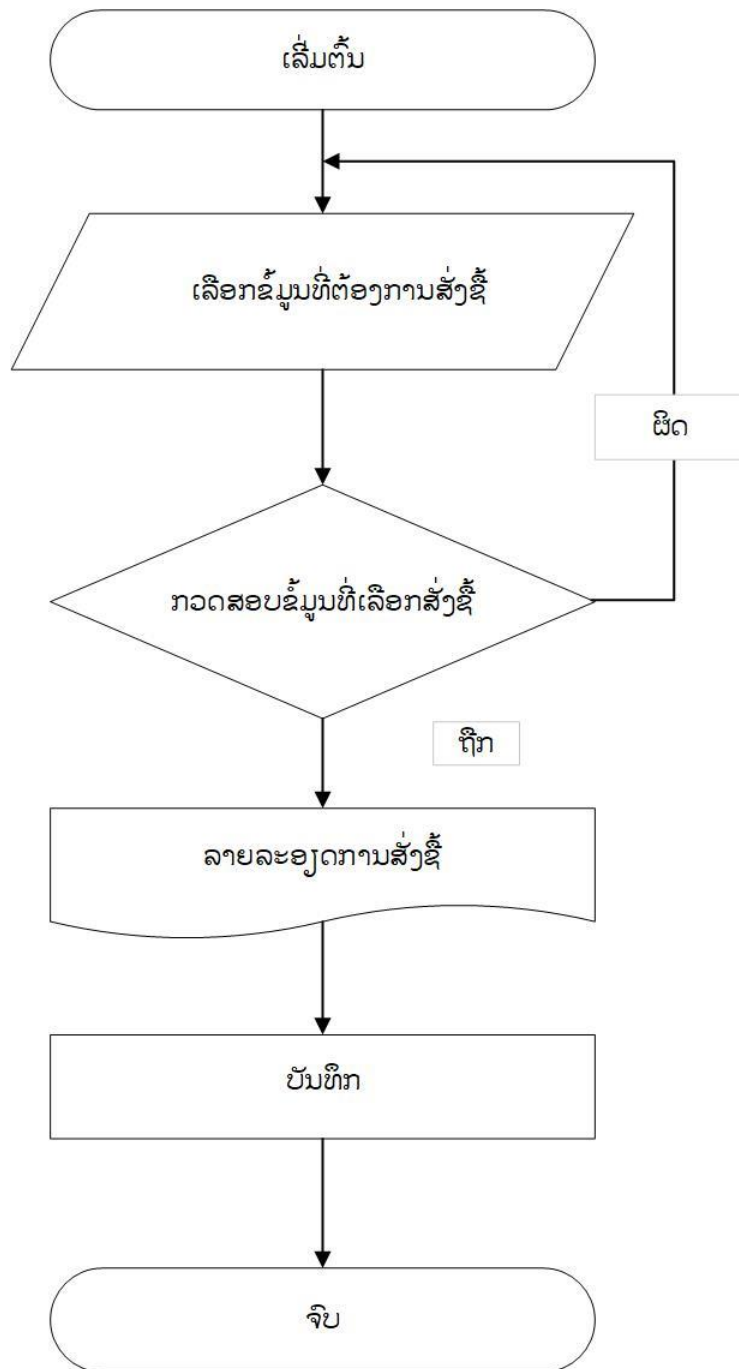 ເລີ່ມຕົ້ນ
ເລືອກຂໍ້ມູນທີ່ຕ້ອງການສັ່ງຊື້
ຜິດ
ກວດສອບຂໍ້ມູນທີ່ເລືອກສັ່ງຊື້
ຖືກ
ລາຍລະອຽດການສັ່ງຊື້
ບັນທຶກ
ຈົບ